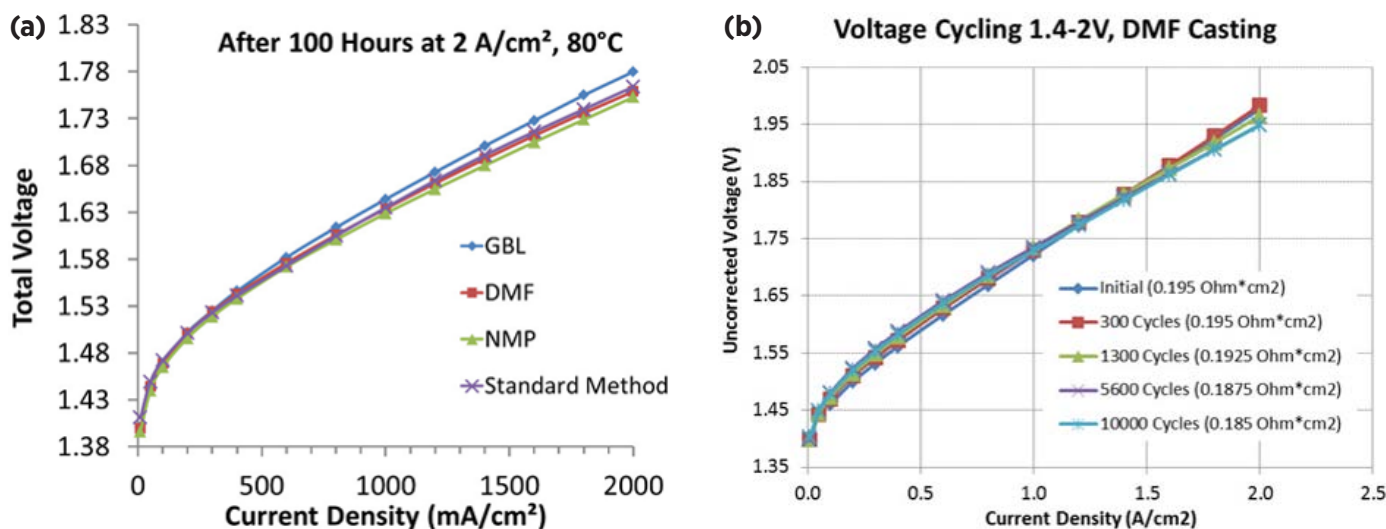 (a)
After 100 Hours at 2 A/cm², 80°C
Total Voltage
1.83
1.78
1.73
1.68
1.63
1.58
1.53
1.48
1.43
1.38
GBL
DMF
NMP
Standard Method
0
500
1000
1500
2000
Current Density (mA/cm²)
(b)
Voltage Cycling 1.4-2V, DMF Casting
Uncorrected Voltage (V)
2.05
1.95
1.85
1.75
1.65
1.55
1.45
1.35
Initial (0.195 Ohm*cm2)
300 Cycles (0.195 Ohm*cm2)
1300 Cycles (0.1925 Ohm*cm2)
5600 Cycles (0.1875 Ohm*cm2)
10000 Cycles (0.185 Ohm*cm2)
0.0
0.5
1.0
1.5
2.0
2.5
Current Density (A/cm2)